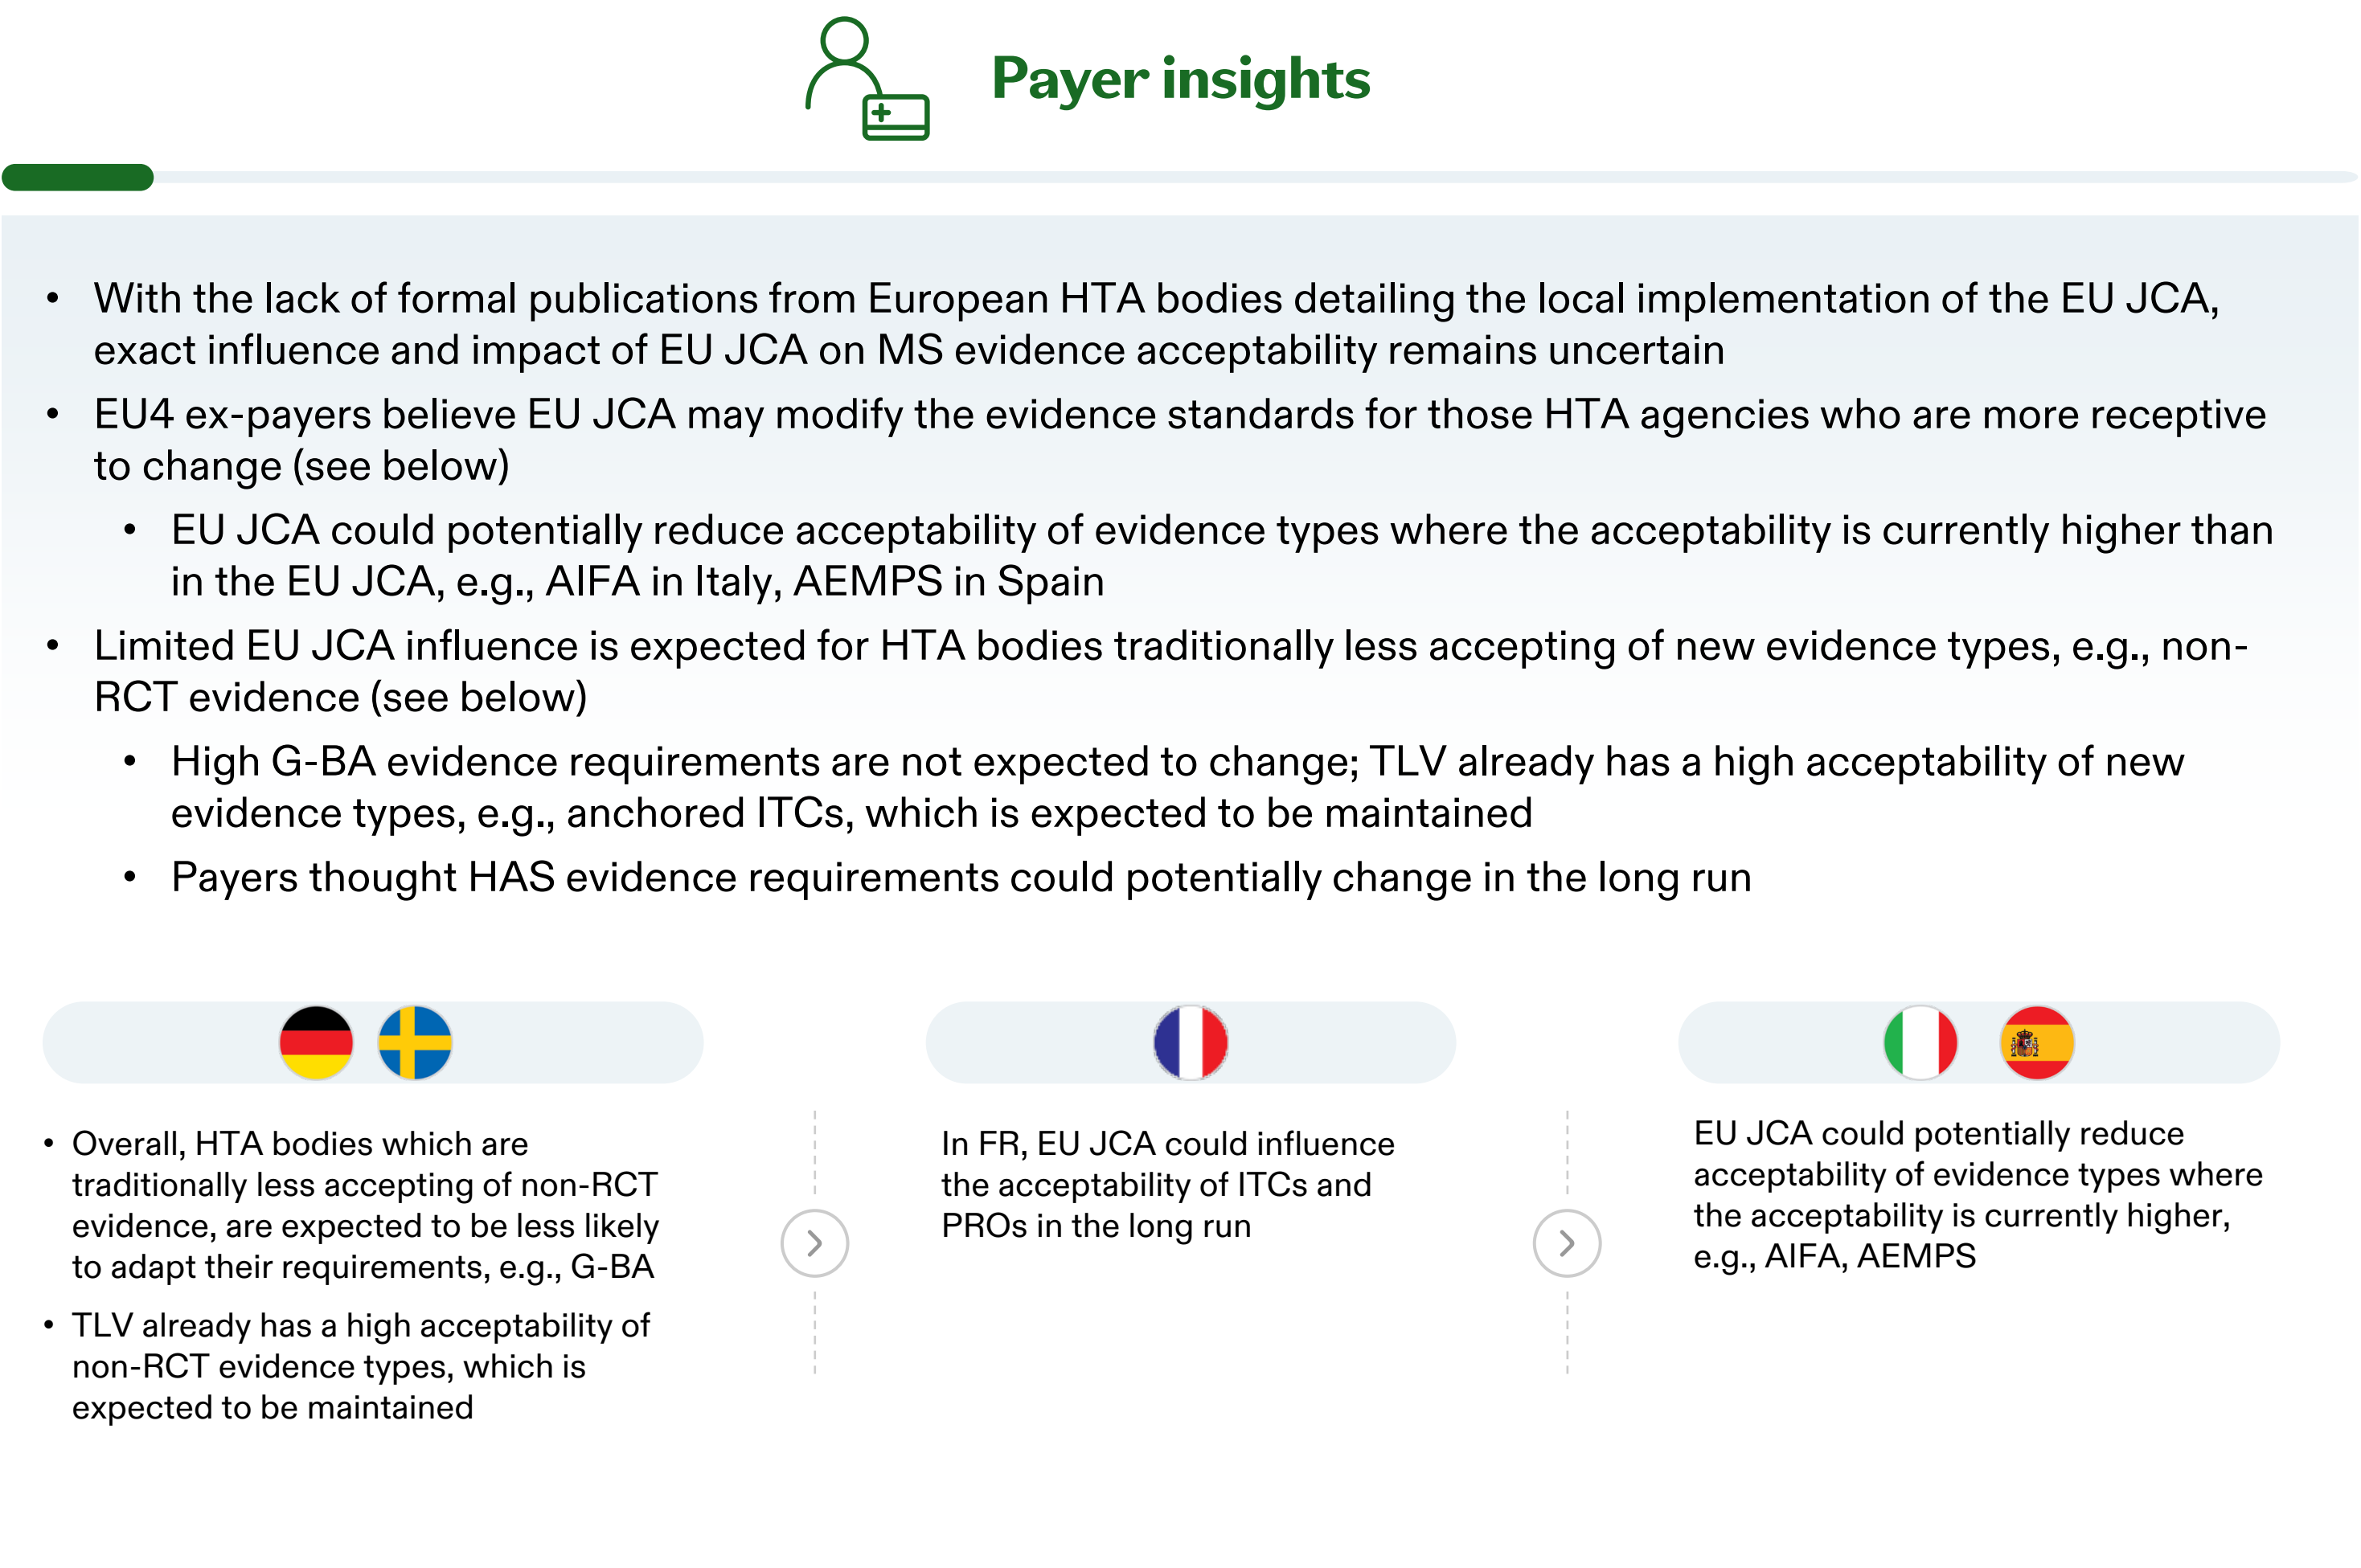 Payer insights
• With the lack of formal publications from European HTA bodies detailing the local implementation of the EU JCA,
exact influence and impact of EU JCA on MS evidence acceptability remains uncertain
• EU4 ex-payers believe EU JCA may modify the evidence standards for those HTA agencies who are more receptive
to change (see below)
• EU JCA could potentially reduce acceptability of evidence types where the acceptability is currently higher than
in the EU JCA, e.g., AIFA in Italy, AEMPS in Spain
• Limited EU JCA influence is expected for HTA bodies traditionally less accepting of new evidence types, e.g., non-
RCT evidence (see below)
• High G-BA evidence requirements are not expected to change; TLV already has a high acceptability of new
evidence types, e.g., anchored ITCs, which is expected to be maintained
• Payers thought HAS evidence requirements could potentially change in the long run
• Overall, HTA bodies which are
traditionally less accepting of non-RCT
evidence, are expected to be less likely
to adapt their requirements, e.g., G-BA
• TLV already has a high acceptability of
non-RCT evidence types, which is
expected to be maintained
In FR, EU JCA could influence
the acceptability of ITCs and
PROs in the long run
EU JCA could potentially reduce
acceptability of evidence types where
the acceptability is currently higher,
e.g., AIFA, AEMPS